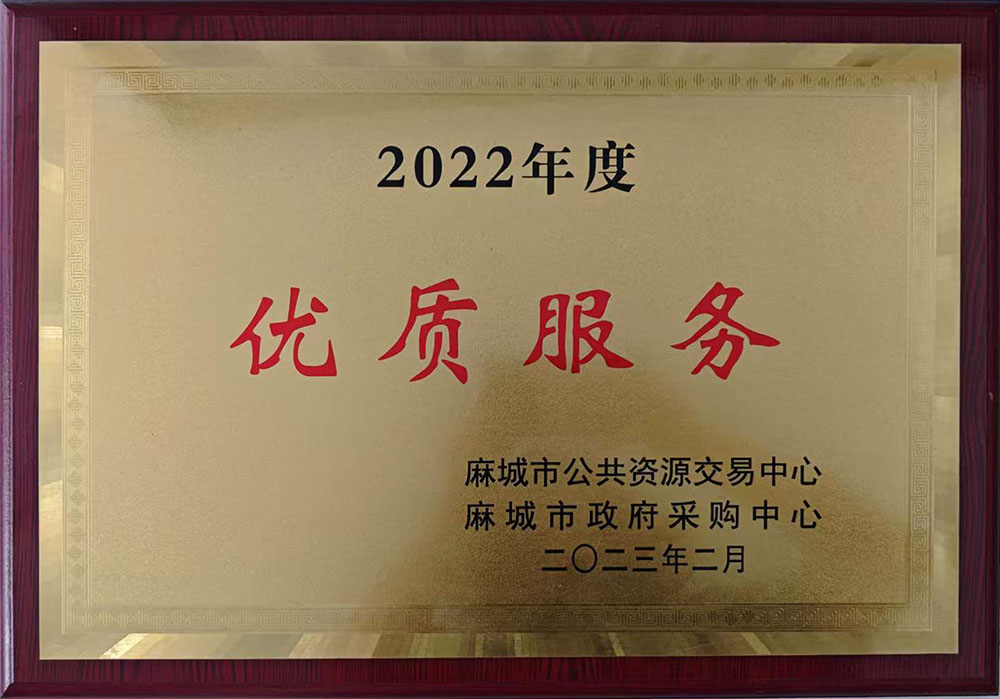 2022年度
优质服务
麻城市公共资源交易中心
麻城市政府采购中心
二〇二三年二月